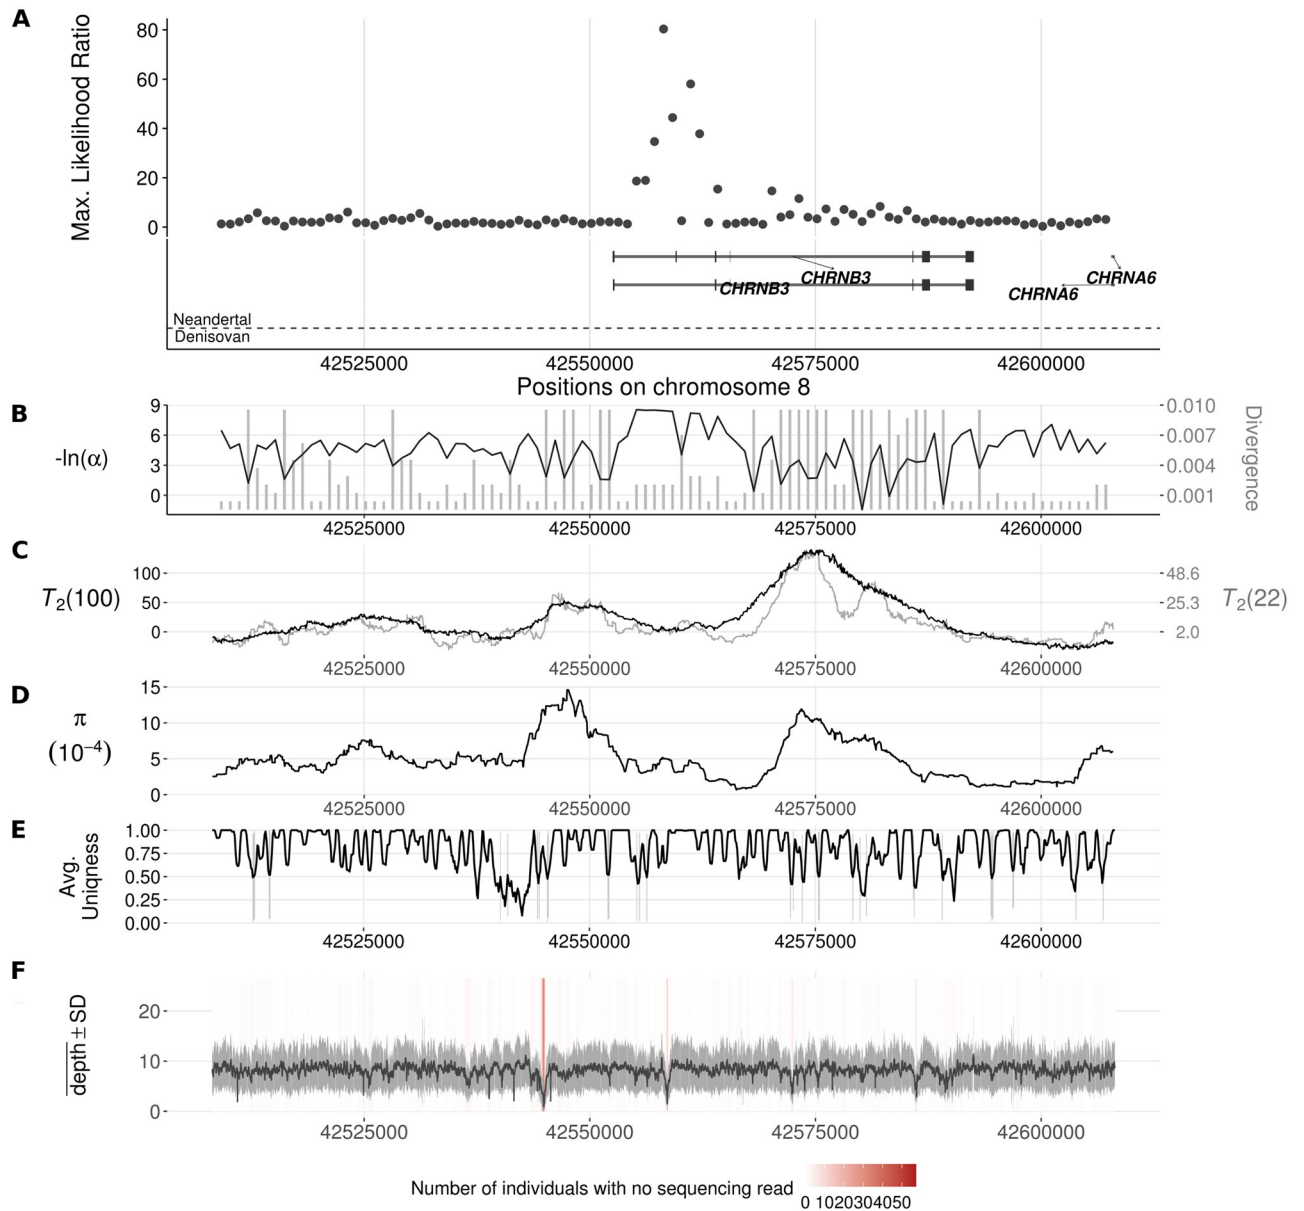 A
Max. Likelihood Ratio
80
60
40
20
0
CHRNB3
CHRNA6
CHRNB3
CHRNA6
Neandertal
Denisovan
42525000 42550000 42575000 42600000
Positions on chromosome 8
B
-ln(α)
9
6
3
0
0.010
0.007
0.004
0.001
Divergence
42525000 42550000 42575000 42600000
C
T2(100)
100
50
0
48.6
25.3
2.0
T2(22)
42525000 42550000 42575000 42600000
D
π
(10−4)
15
10
5
0
42525000 42550000 42575000 42600000
E
Avg.
Uniqness
1.00
0.75
0.50
0.25
0.00
42525000 42550000 42575000 42600000
F
depth ± SD
20
10
0
42525000 42550000 42575000 42600000
Number of individuals with no sequencing read
0 1020304050